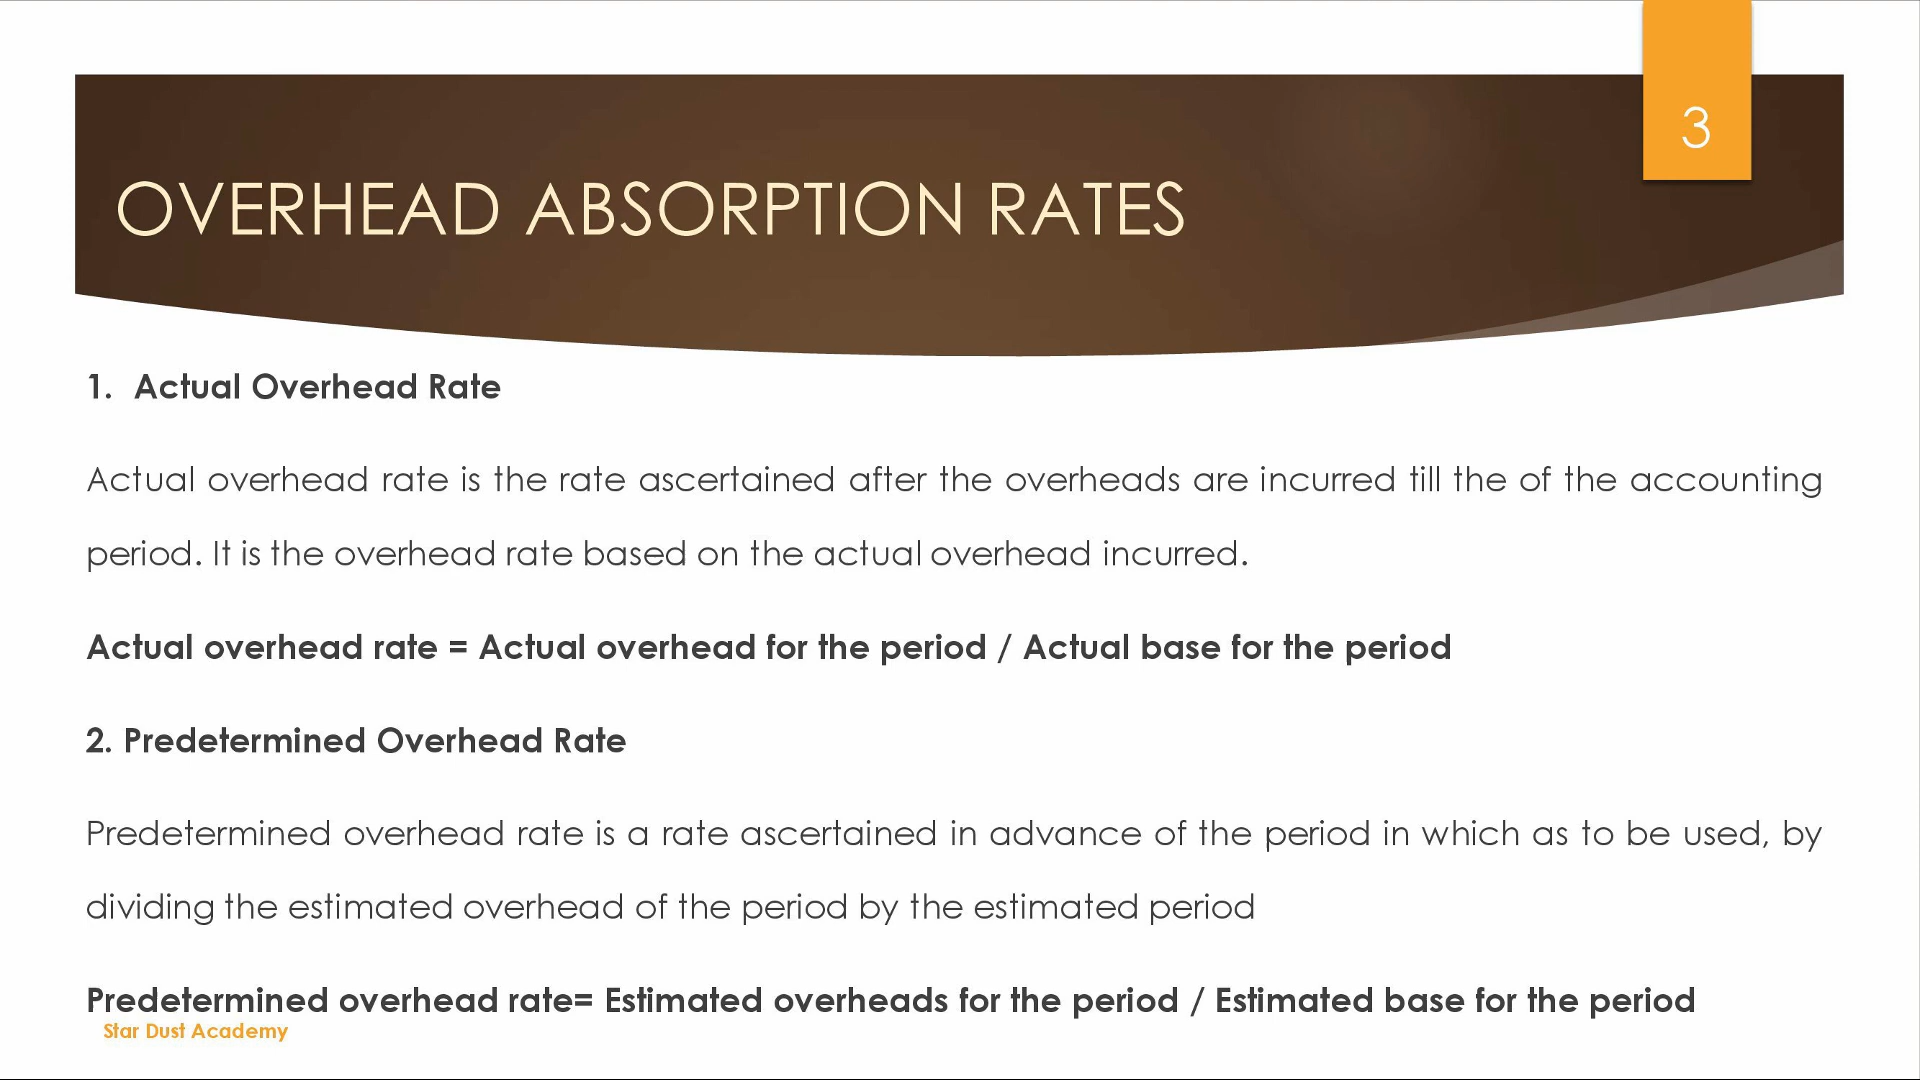 3
OVERHEAD ABSORPTION RATES
1. Actual Overhead Rate
Actual overhead rate is the rate ascertained after the overheads are incurred till the of the accounting
period. It is the overhead rate based on the actual overhead incurred.
Actual overhead rate = Actual overhead for the period / Actual base for the period
2. Predetermined Overhead Rate
Predetermined overhead rate is a rate ascertained in advance of the period in which as to be used, by
dividing the estimated overhead of the period by the estimated period
Predetermined overhead rate= Estimated overheads for the period / Estimated base for the period
Star Dust Academy